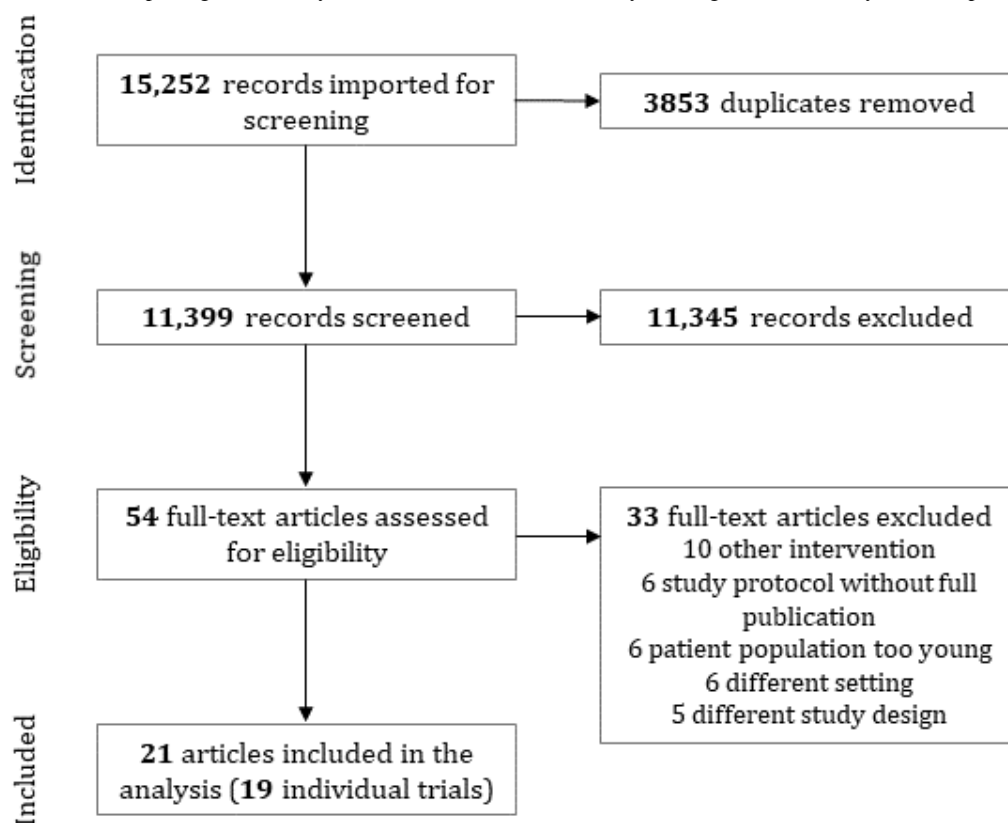 Identification
15,252 records imported for
screening
3853 duplicates removed
Screening
11,399 records screened
11,345 records excluded
Eligibility
54 full-text articles assessed
for eligibility
33 full-text articles excluded
10 other intervention
6 study protocol without full
publication
6 patient population too young
6 different setting
5 different study design
Included
21 articles included in the
analysis (19 individual trials)